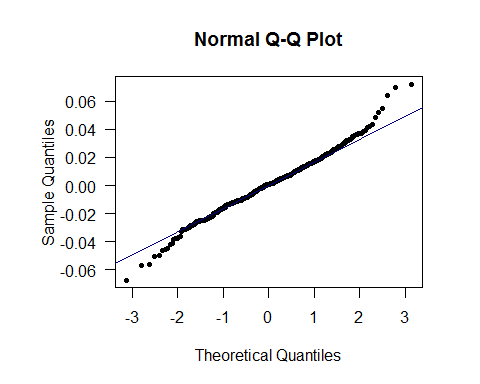 Normal Q-Q Plot
0.06
0.04
0.02
0.00
-0.02
-0.04
-0.06
Sample Quantiles
-3 -2 -1 0 1 2 3
Theoretical Quantiles